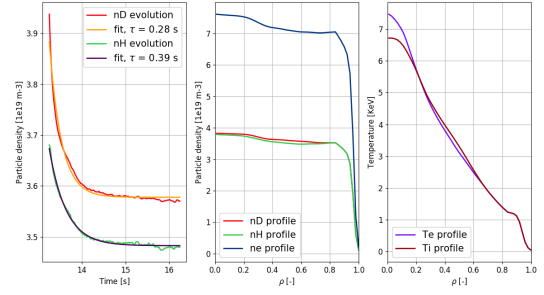 Particle density [1e19 m-3]
3.9
3.8
3.7
3.6
3.5
14
15
16
Time [s]
nD evolution
fit, τ = 0.28 s
nH evolution
fit, τ = 0.39 s
Particle density [1e19 m-3]
7
6
5
4
3
2
1
0
0.0
0.2
0.4
0.6
0.8
1.0
ρ [-]
nD profile
nH profile
ne profile
Temperature [KeV]
7
6
5
4
3
2
1
0
0.0
0.2
0.4
0.6
0.8
1.0
ρ [-]
Te profile
Ti profile